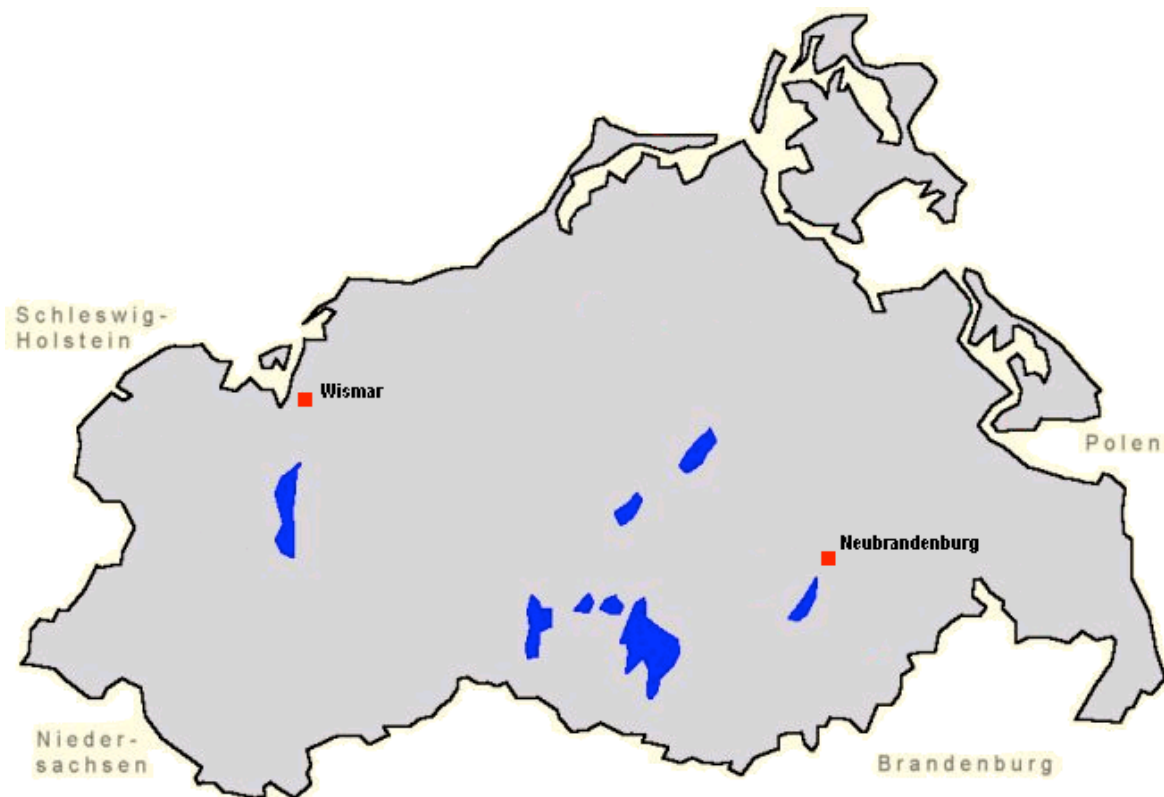 Schleswig-
Holstein
Wismar
Polen
Neubrandenburg
Nieder-
sachsen
Brandenburg